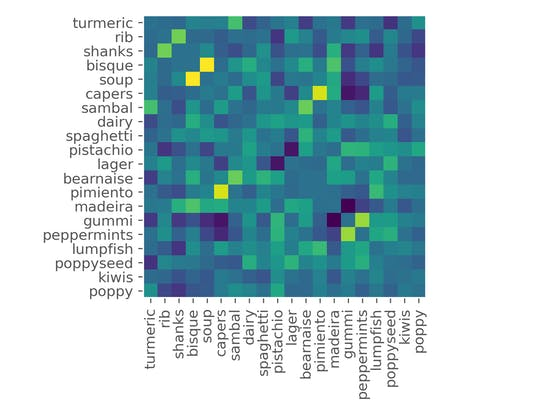 turmeric
rib
shanks
bisque
soup
capers
sambal
dairy
spaghetti
pistachio
lager
bearnaise
pimiento
madeira
gummi
peppermints
lumpfish
poppyseed
kiwis
poppy
turmeric
rib
shanks
bisque
soup
capers
sambal
dairy
spaghetti
pistachio
lager
bearnaise
pimiento
madeira
gummi
peppermints
lumpfish
poppyseed
kiwis
poppy